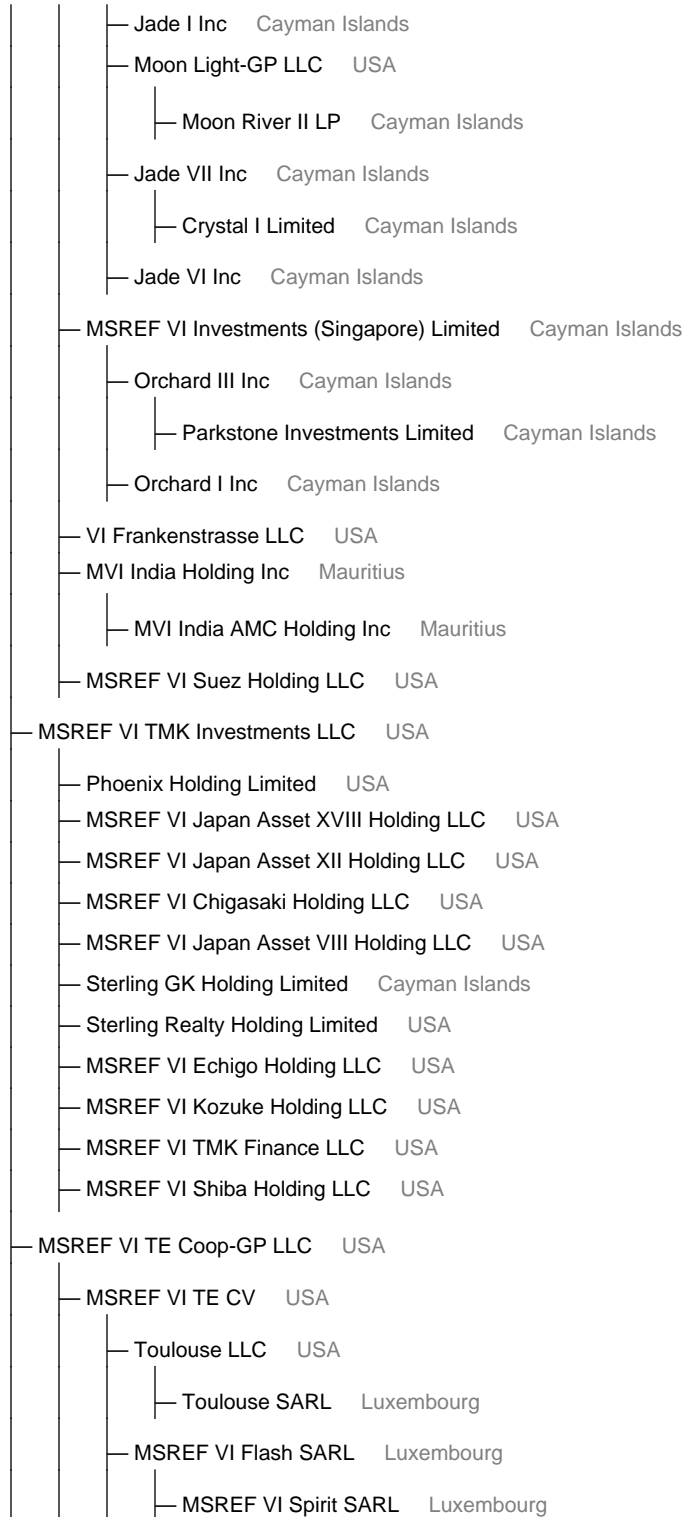 Jade I Inc Cayman Islands
Moon Light-GP LLC USA
Moon River II LP Cayman Islands
Jade VII Inc Cayman Islands
Crystal I Limited Cayman Islands
Jade VI Inc Cayman Islands
MSREF VI Investments (Singapore) Limited Cayman Islands
Orchard III Inc Cayman Islands
Parkstone Investments Limited Cayman Islands
Orchard I Inc Cayman Islands
VI Frankenstrasse LLC USA
MVI India Holding Inc Mauritius
MVI India AMC Holding Inc Mauritius
MSREF VI Suez Holding LLC USA
MSREF VI TMK Investments LLC USA
Phoenix Holding Limited USA
MSREF VI Japan Asset XVIII Holding LLC USA
MSREF VI Japan Asset XII Holding LLC USA
MSREF VI Chigasaki Holding LLC USA
MSREF VI Japan Asset VIII Holding LLC USA
Sterling GK Holding Limited Cayman Islands
Sterling Realty Holding Limited USA
MSREF VI Echigo Holding LLC USA
MSREF VI Kozuke Holding LLC USA
MSREF VI TMK Finance LLC USA
MSREF VI Shiba Holding LLC USA
MSREF VI TE Coop-GP LLC USA
MSREF VI TE CV USA
Toulouse LLC USA
Toulouse SARL Luxembourg
MSREF VI Flash SARL Luxembourg
MSREF VI Spirit SARL Luxembourg